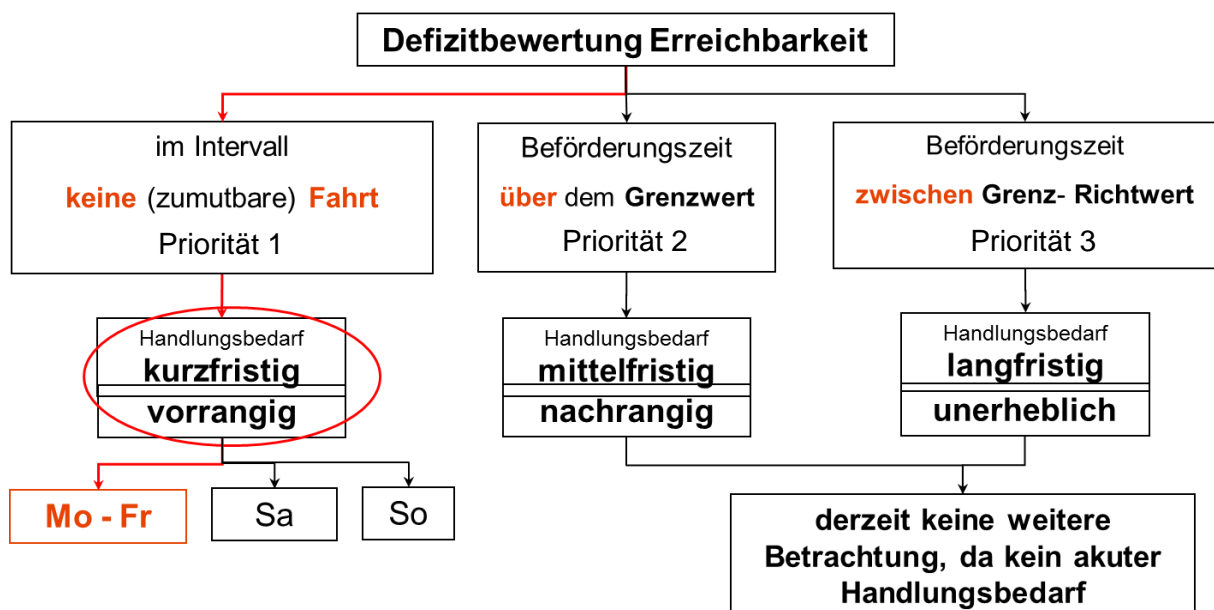 Defizitbewertung Erreichbarkeit
im Intervall
keine (zumutbare) Fahrt
Priorität 1
Beförderungszeit
über dem Grenzwert
Priorität 2
Beförderungszeit
zwischen Grenz- Richtwert
Priorität 3
Handlungsbedarf
kurzfristig
vorrangig
Handlungsbedarf
mittelfristig
nachrangig
Handlungsbedarf
langfristig
unerheblich
Mo - Fr
Sa
So
derzeit keine weitere
Betrachtung, da kein akuter
Handlungsbedarf